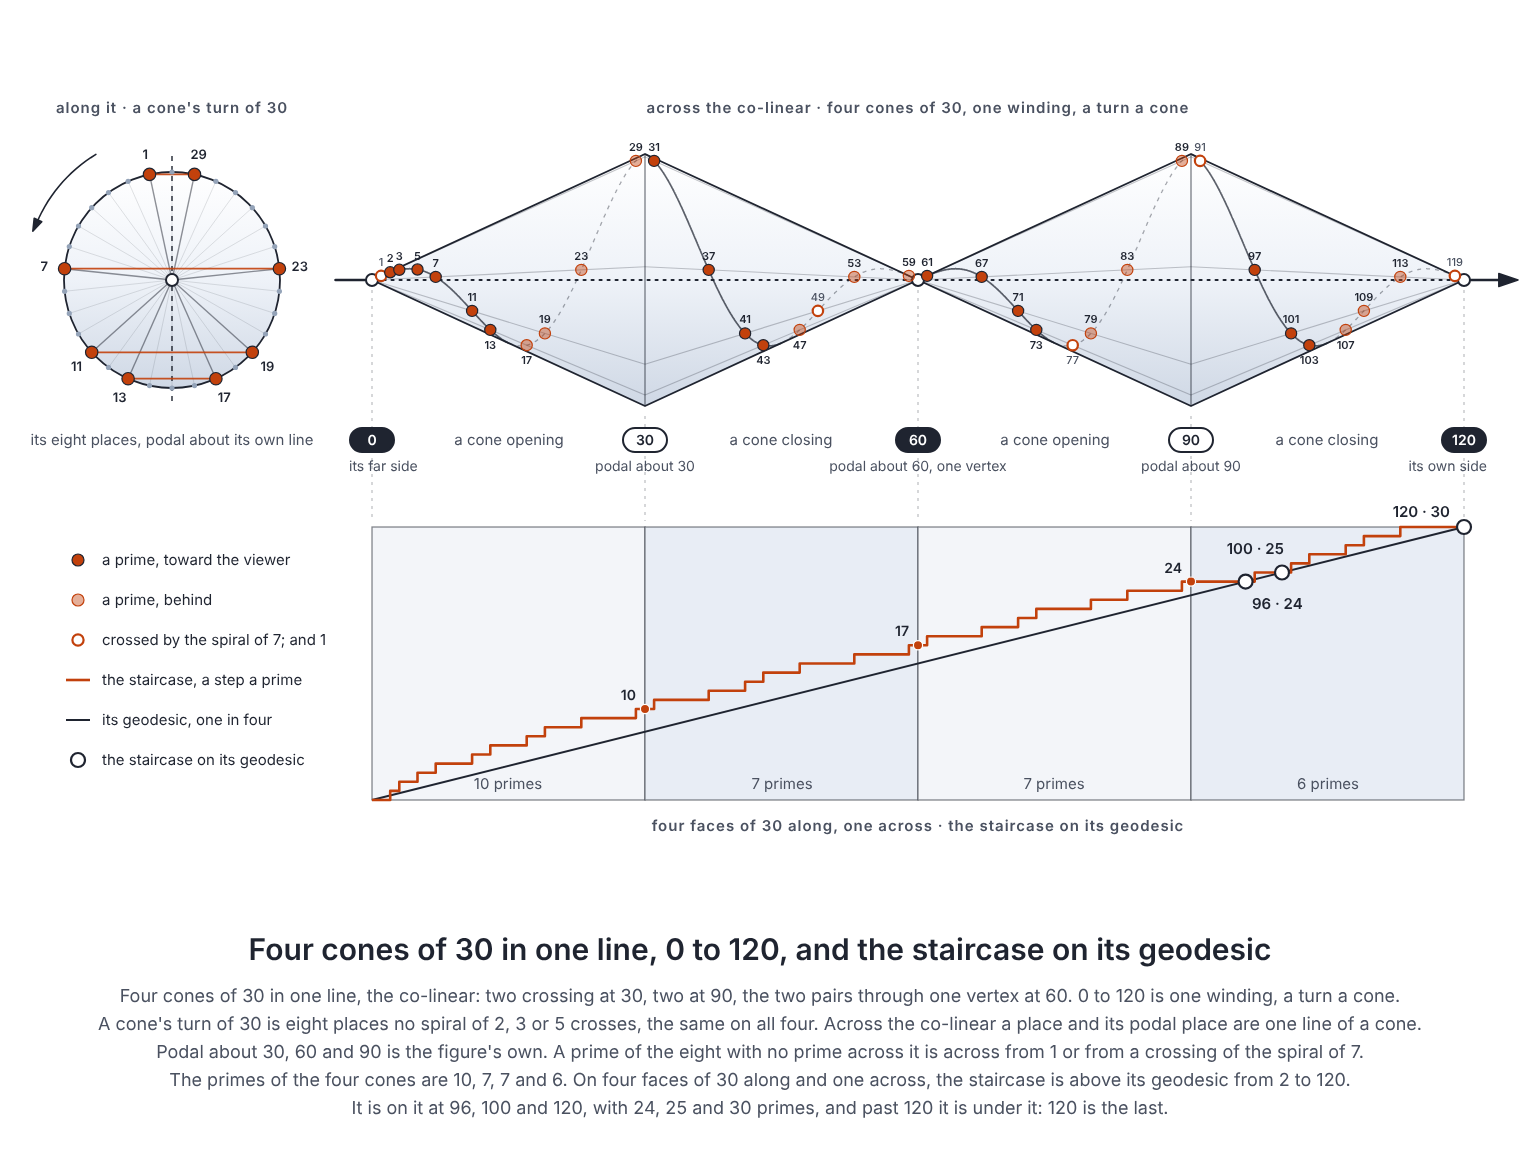 along it · a cone's turn of 30
across the co-linear · four cones of 30, one winding, a turn a cone
1 29
7 23
11 19
13 17
1 2 3 5 7 11 13 17 19 23 29 31 37 41 43 47 49 53 59 61 67 71 73 77 79 83 89 91 97 101 103 107 109 113 119
its eight places, podal about its own line
0 a cone opening 30 a cone closing 60 a cone opening 90 a cone closing 120
its far side podal about 30 podal about 60, one vertex podal about 90 its own side
120 · 30
100 · 25
24
96 · 24
17
10
a prime, toward the viewer
a prime, behind
crossed by the spiral of 7; and 1
the staircase, a step a prime
its geodesic, one in four
the staircase on its geodesic
10 primes 7 primes 7 primes 6 primes
four faces of 30 along, one across · the staircase on its geodesic
Four cones of 30 in one line, 0 to 120, and the staircase on its geodesic
Four cones of 30 in one line, the co-linear: two crossing at 30, two at 90, the two pairs through one vertex at 60. 0 to 120 is one winding, a turn a cone.
A cone's turn of 30 is eight places no spiral of 2, 3 or 5 crosses, the same on all four. Across the co-linear a place and its podal place are one line of a cone.
Podal about 30, 60 and 90 is the figure's own. A prime of the eight with no prime across it is across from 1 or from a crossing of the spiral of 7.
The primes of the four cones are 10, 7, 7 and 6. On four faces of 30 along and one across, the staircase is above its geodesic from 2 to 120.
It is on it at 96, 100 and 120, with 24, 25 and 30 primes, and past 120 it is under it: 120 is the last.